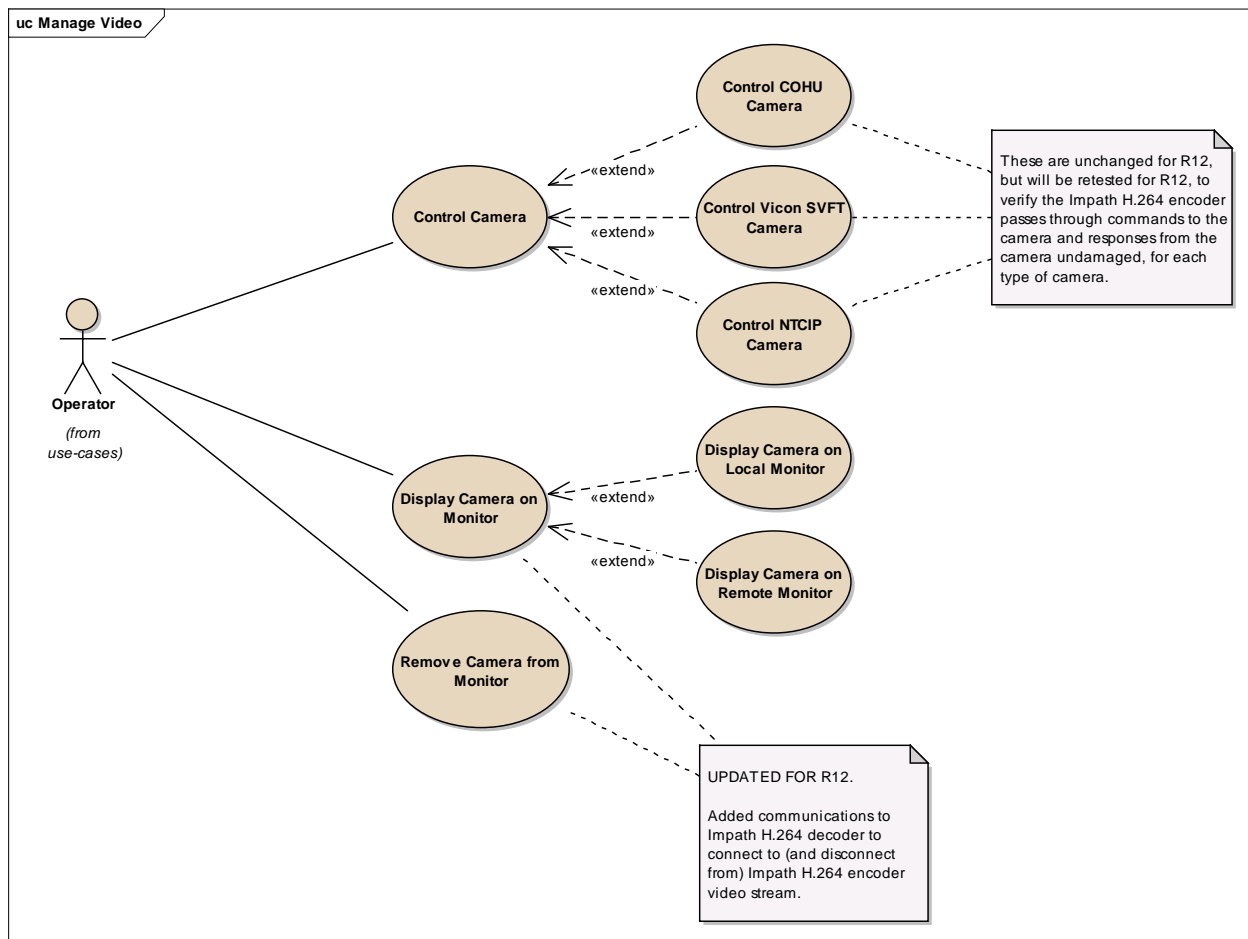 uc Manage Video
Control COHU
Camera
«extend»
These are unchanged for R12,
but will be retested for R12, to
verify the Impath H.264 encoder
passes through commands to the
camera and responses from the
camera undamaged, for each
type of camera.
Control Camera
Control Vicon SVFT
Camera
«extend»
«extend»
Control NTCIP
Camera
Operator
(from
use-cases)
Display Camera on
Local Monitor
«extend»
Display Camera on
Monitor
«extend»
Display Camera on
Remote Monitor
Remove Camera from
Monitor
UPDATED FOR R12.
Added communications to
Impath H.264 decoder to
connect to (and disconnect
from) Impath H.264 encoder
video stream.